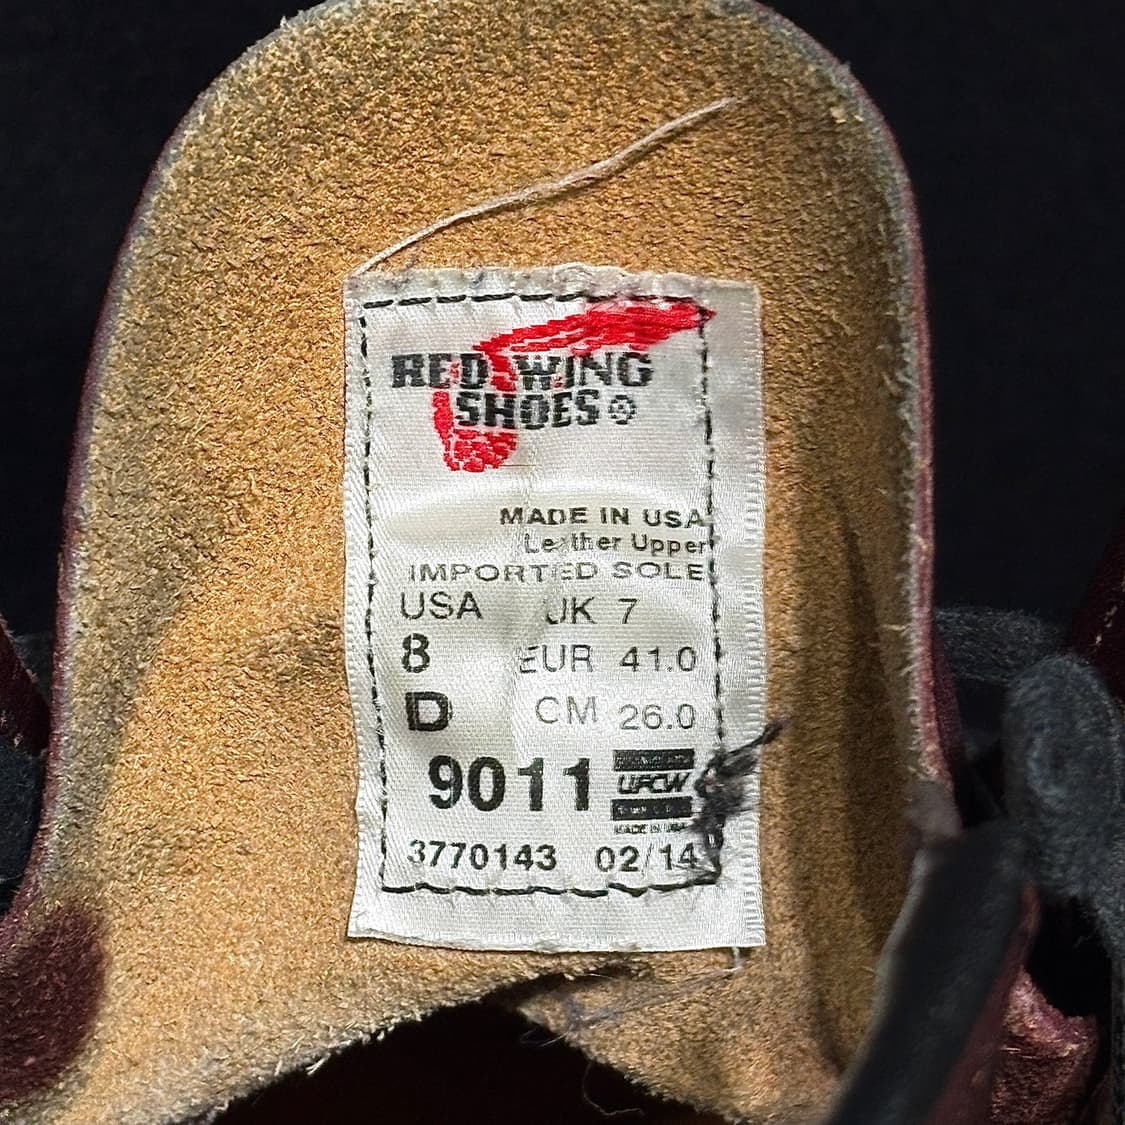 RED WING
SHOES
MADE IN USA
Leather Upper
IMPORTED SOLE
USA UK 7
8 EUR 41.0
D CM 26.0
9011 UFCW
MADE IN USA
3770143 02/14